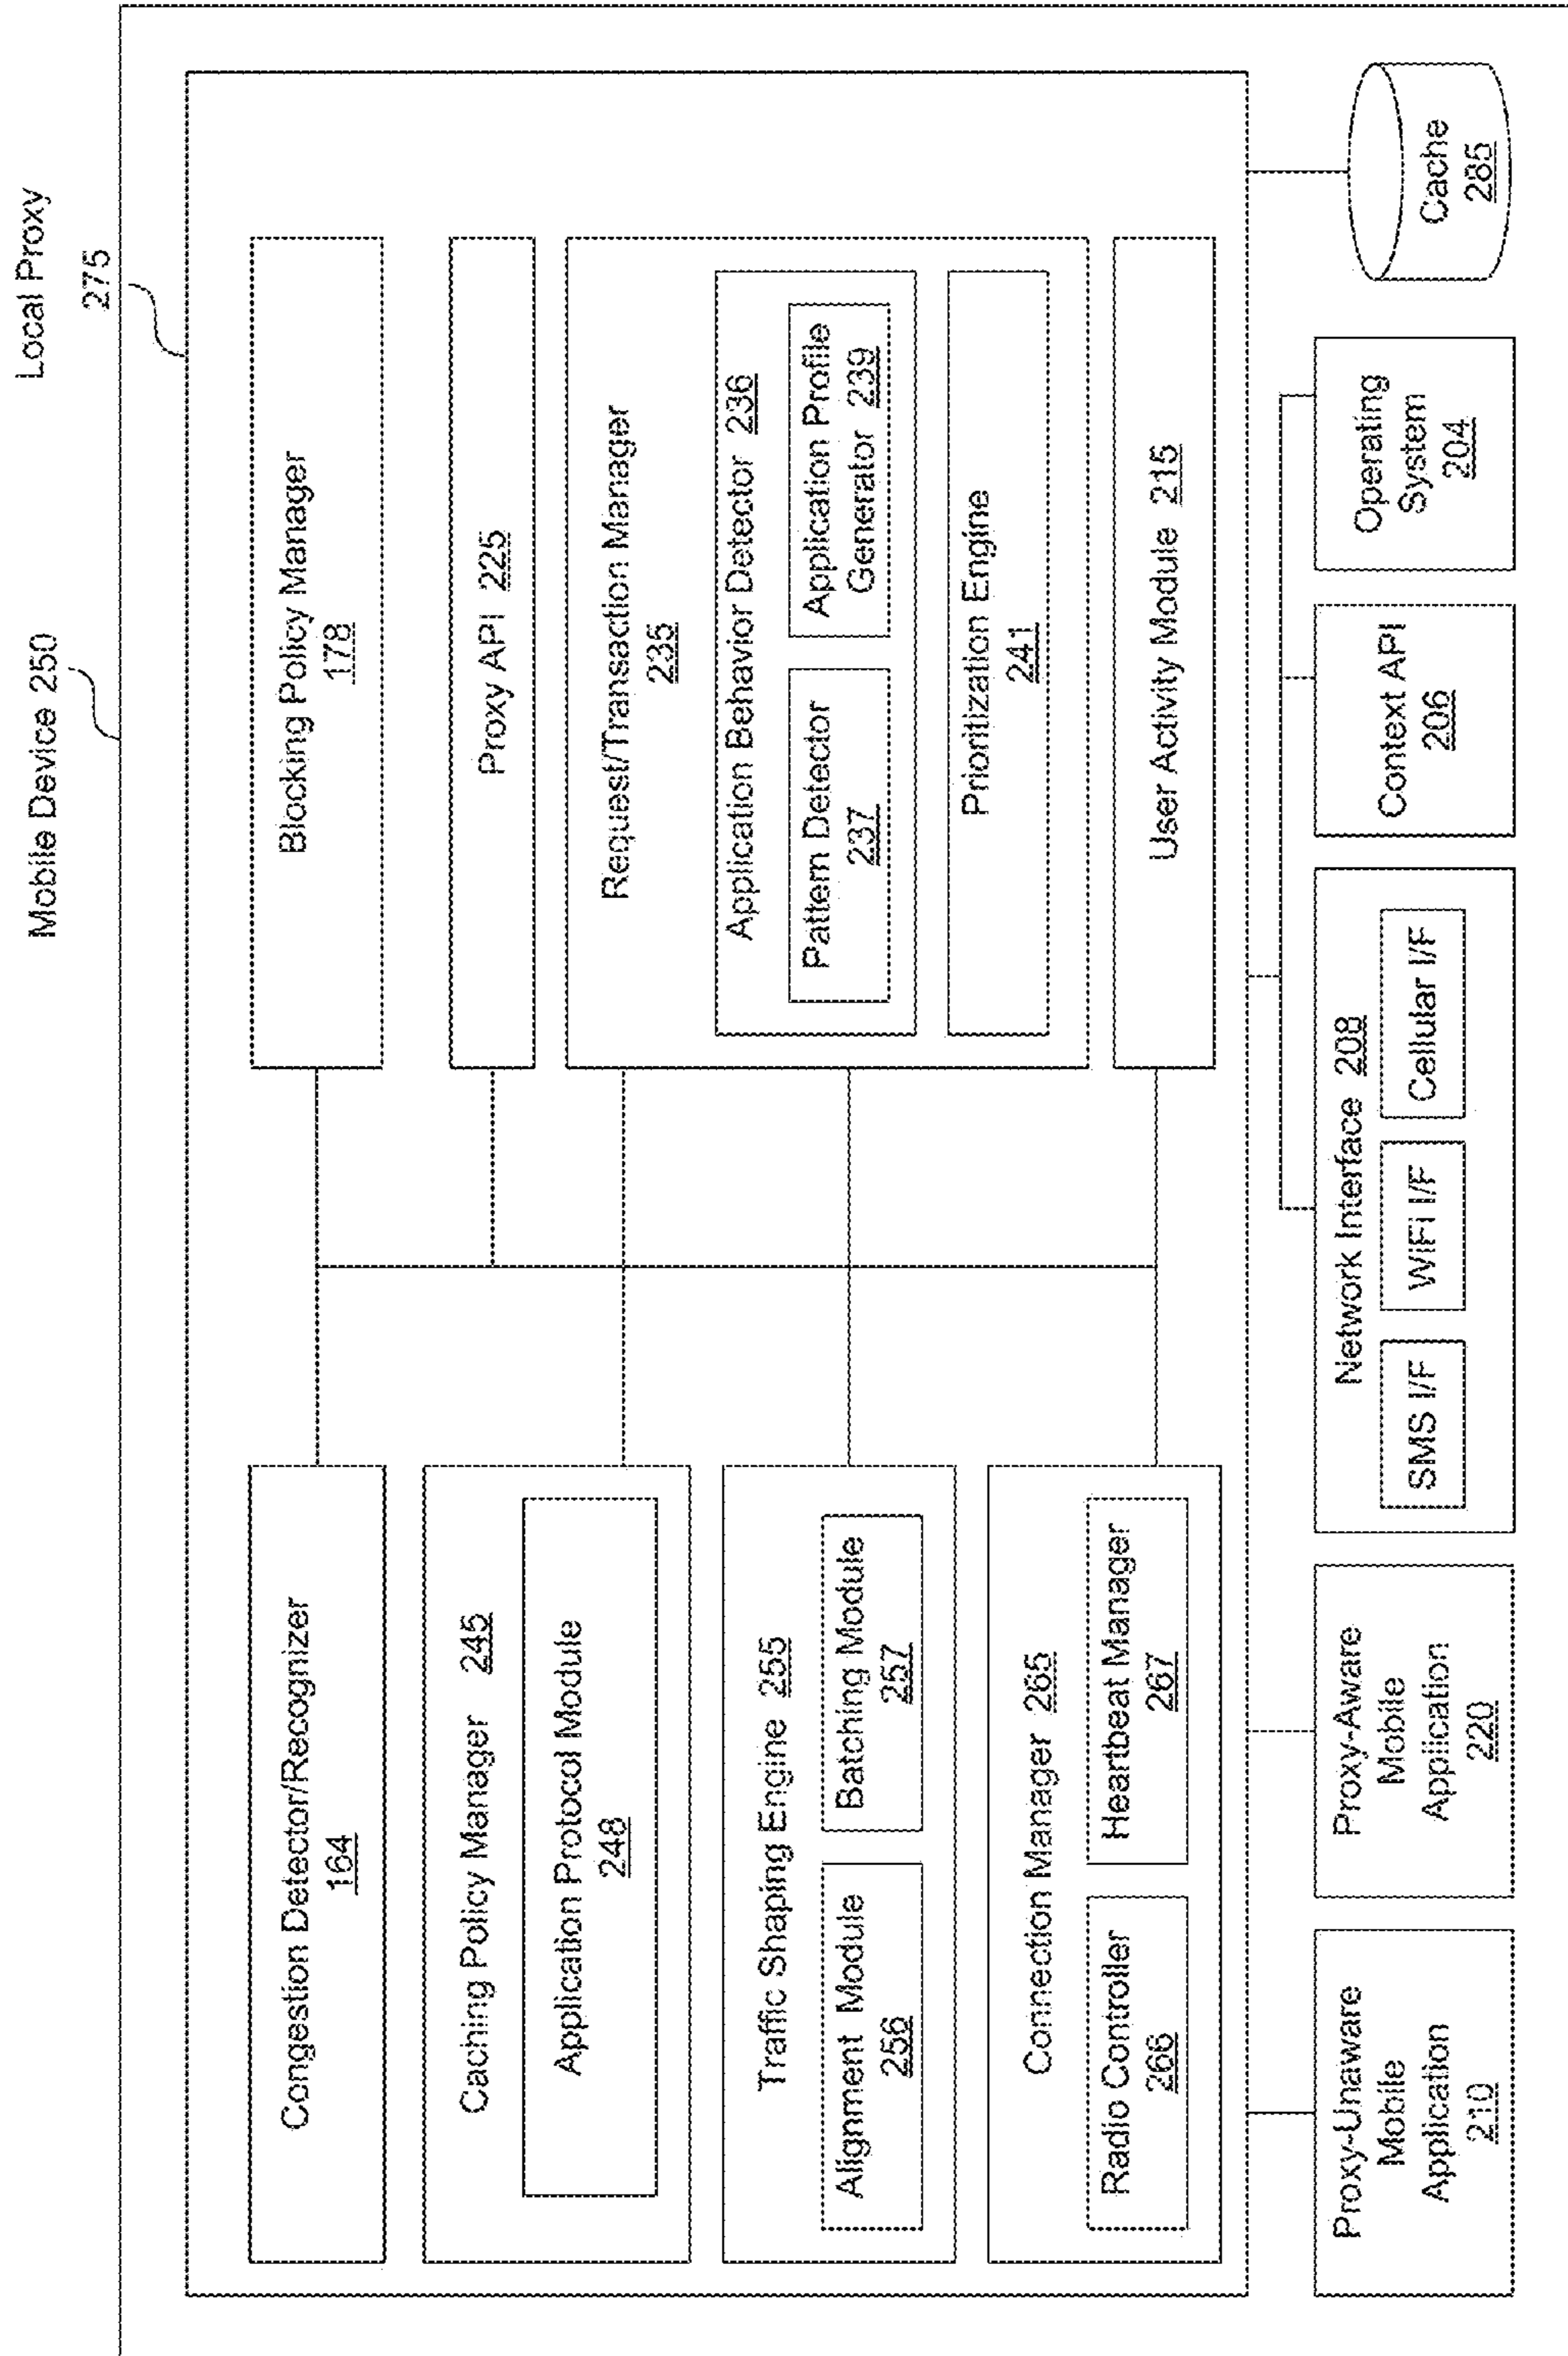 Mobile Device 250
Local Proxy
275
Congestion Detector/Recognizer
164
Caching Policy Manager 245
Application Protocol Module
248
Traffic Shaping Engine 255
Alignment Module
256
Batching Module
257
Connection Manager 265
Radio Controller
266
Heartbeat Manager
267
Blocking Policy Manager
178
Proxy API 225
Request/Transaction Manager
235
Application Behavior Detector 236
Pattern Detector
237
Application Profile
Generator 239
Prioritization Engine
241
User Activity Module 215
Proxy-Unaware
Mobile
Application
210
Proxy-Aware
Mobile
Application
220
Network Interface 208
SMS I/F
WiFi I/F
Cellular I/F
Context API
206
Operating
System
204
Cache
285